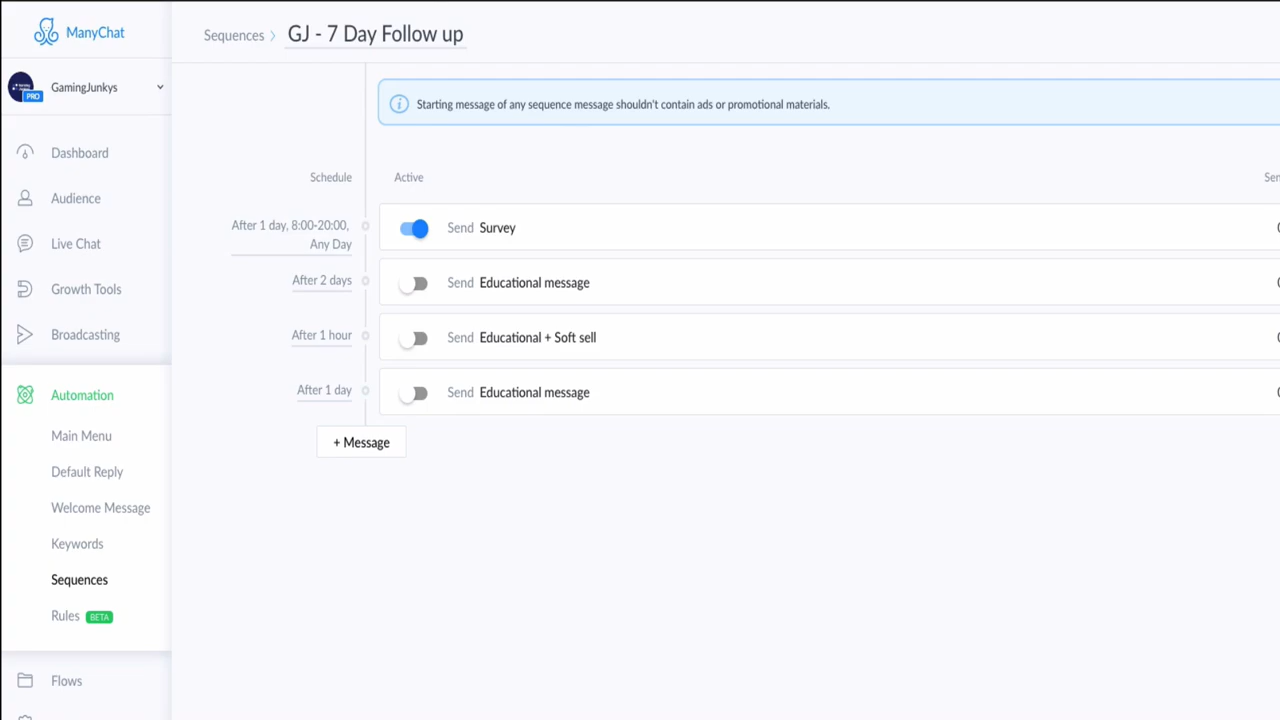 ManyChat
Sequences > GJ - 7 Day Follow up
GamingJunkys
PRO
Starting message of any sequence message shouldn't contain ads or promotional materials.
Dashboard
Audience
Live Chat
Growth Tools
Broadcasting
Automation
Main Menu
Default Reply
Welcome Message
Keywords
Sequences
Rules BETA
Flows
Schedule Active
After 1 day, 8:00-20:00,
Any Day
Send Survey
After 2 days Send Educational message
After 1 hour Send Educational + Soft sell
After 1 day Send Educational message
+ Message